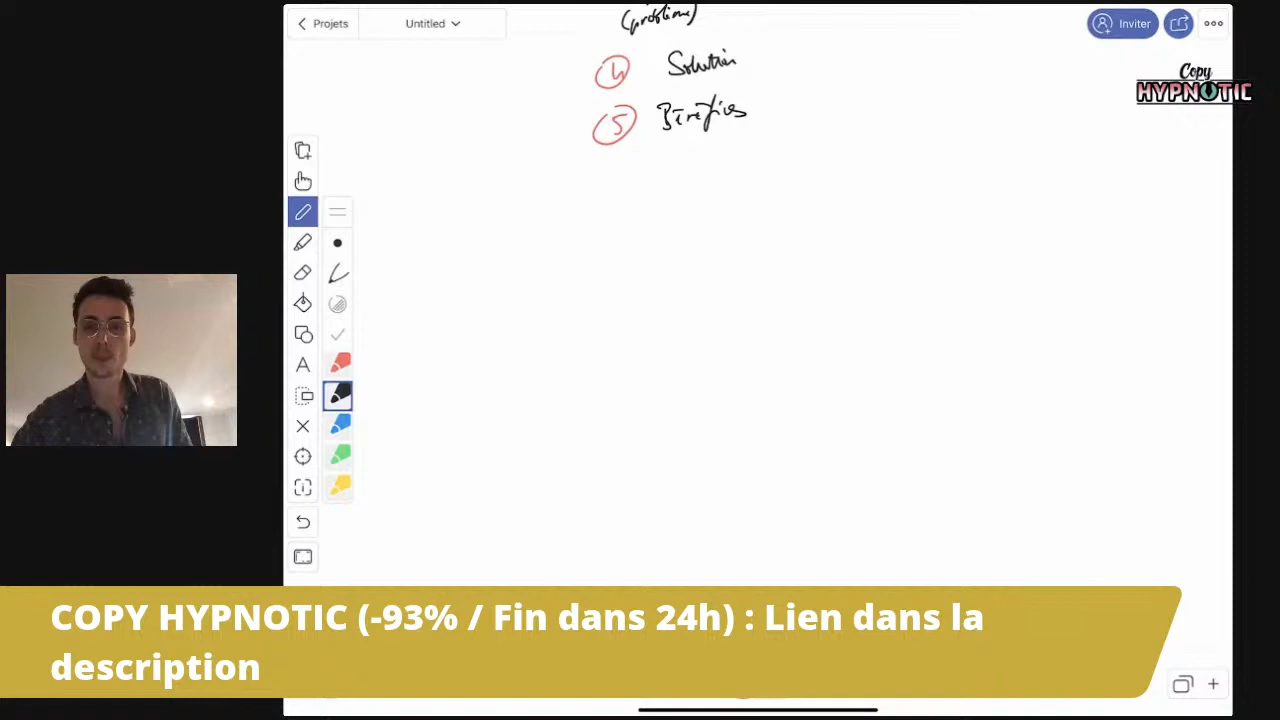 Projets
Untitled
Inviter
(problème)
4 Solution
5 Bénéfices
Copy
HYPNOTIC
COPY HYPNOTIC (-93% / Fin dans 24h) : Lien dans la
description